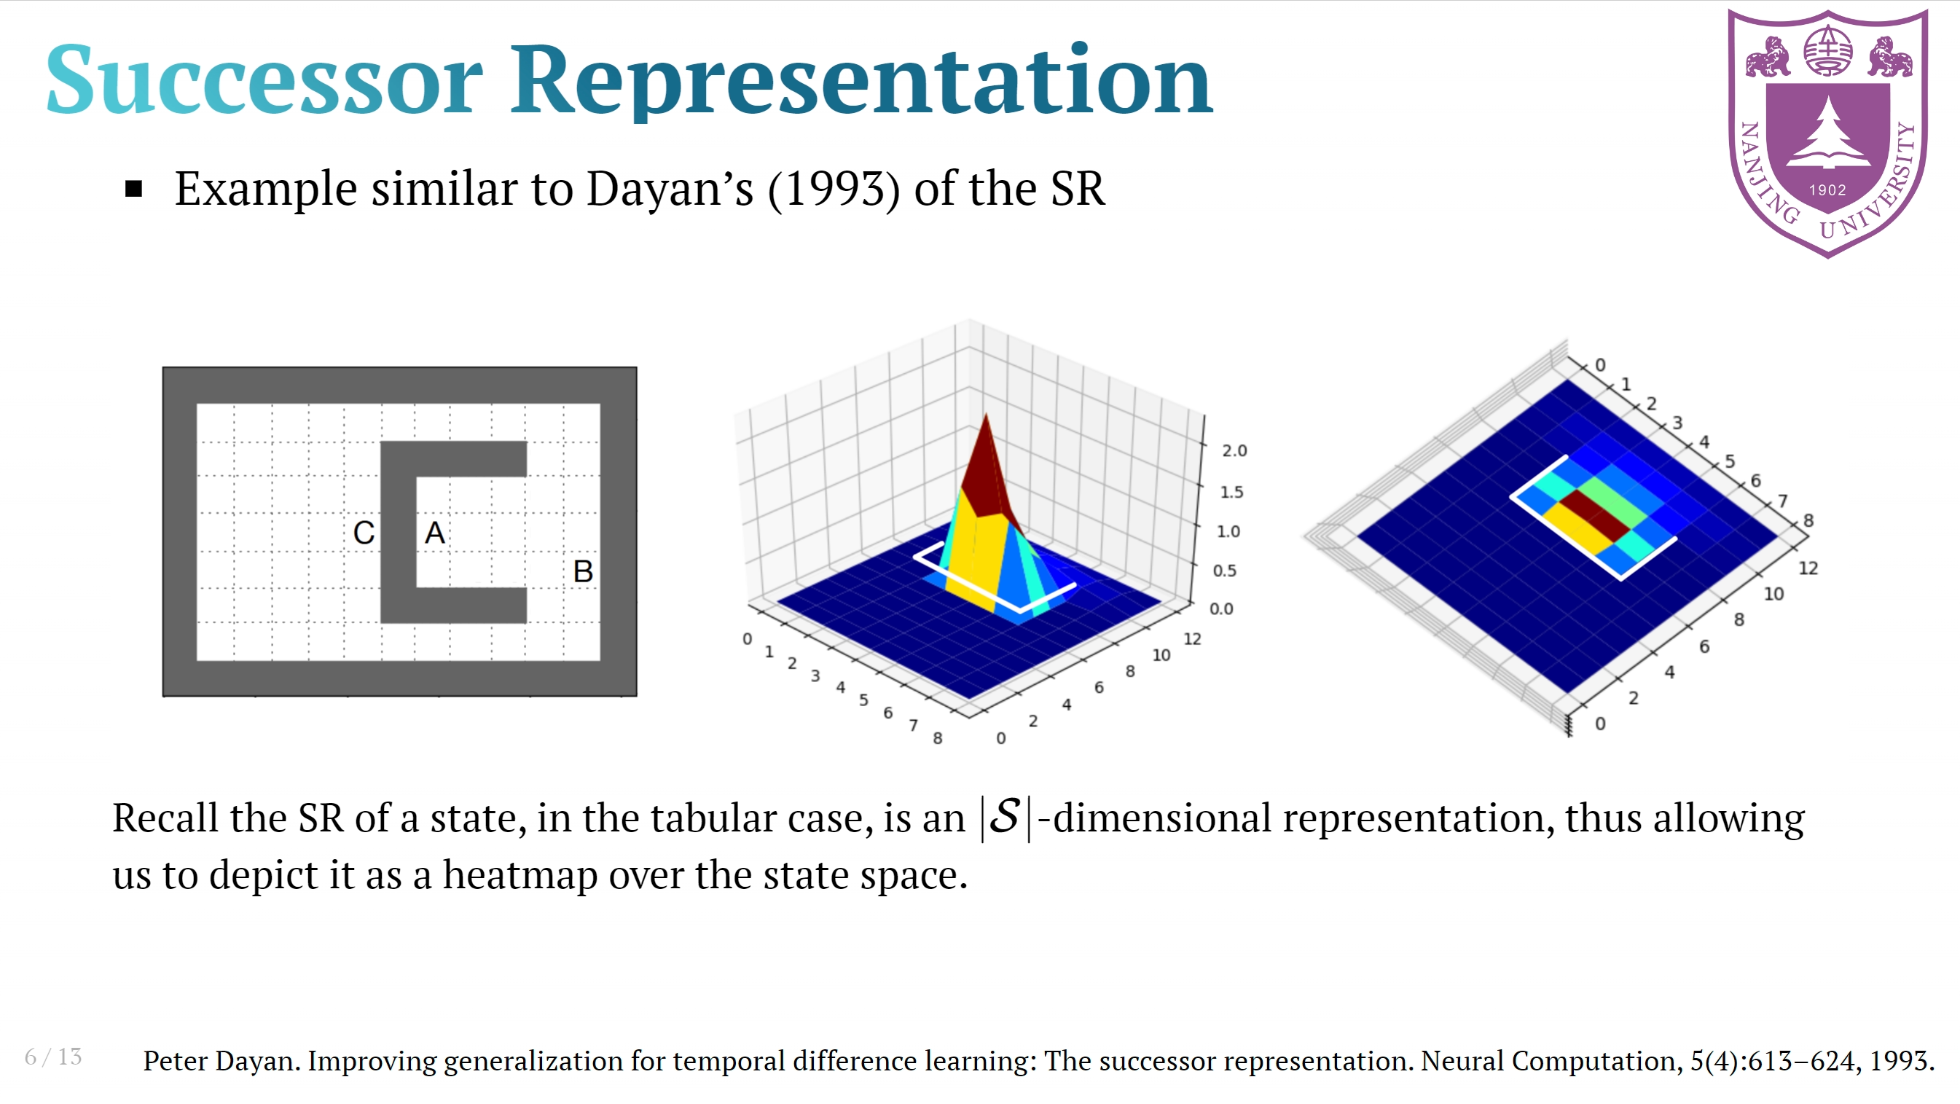 Successor Representation
NANJING UNIVERSITY
1902
▪ Example similar to Dayan’s (1993) of the SR
C A
B
2.0
1.5
1.0
0.5
0.0
0 1 2 3 4 5 6 7 8
0 2 4 6 8 10 12
0 1 2 3 4 5 6 7 8
12 10 8 6 4 2 0
Recall the SR of a state, in the tabular case, is an |𝒮|-dimensional representation, thus allowing
us to depict it as a heatmap over the state space.
6 / 13
Peter Dayan. Improving generalization for temporal difference learning: The successor representation. Neural Computation, 5(4):613–624, 1993.